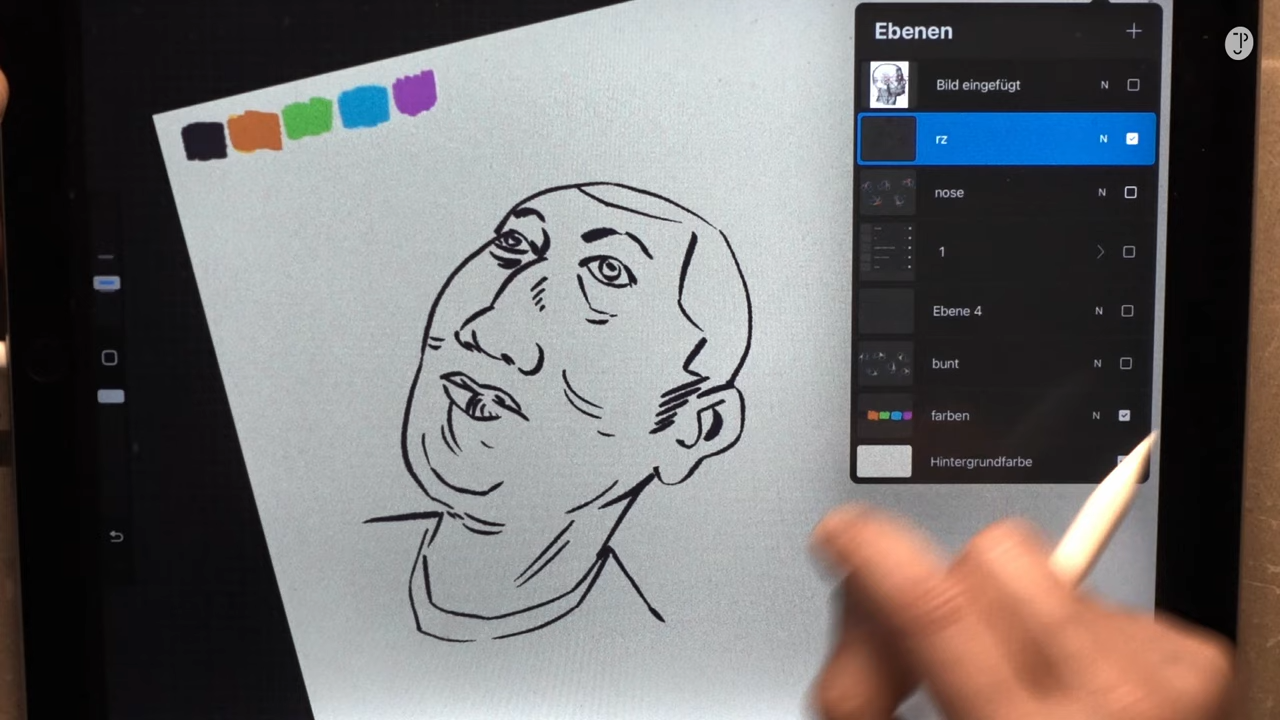 Ebenen
Bild eingefügt N
rz N
nose N
1
Ebene 4 N
bunt N
farben N
Hintergrundfarbe